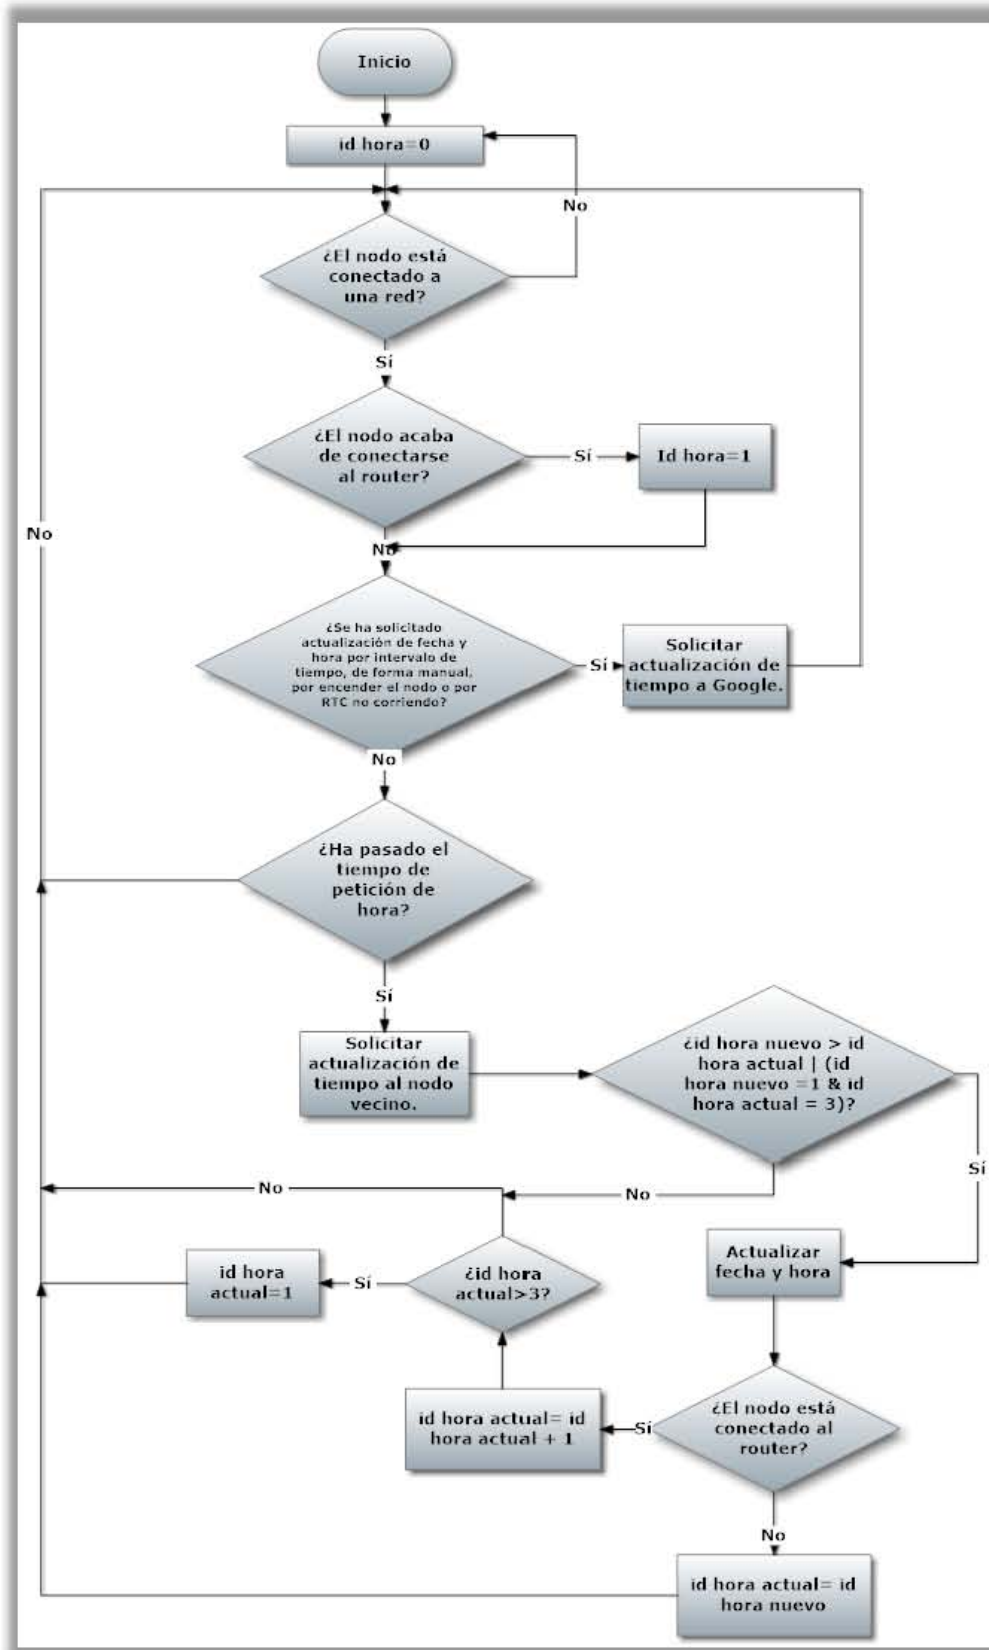 Inicio
id hora=0
No
¿El nodo está
conectado a
una red?
Sí
¿El nodo acaba
de conectarse
al router?
Sí
Id hora=1
No
No
¿Se ha solicitado
actualización de fecha y
hora por intervalo de
tiempo, de forma manual,
por encender el nodo o por
RTC no corriendo?
Sí
Solicitar
actualización de
tiempo a Google.
No
¿Ha pasado el
tiempo de
petición de
hora?
Sí
Solicitar
actualización de
tiempo al nodo
vecino.
¿id hora nuevo > id
hora actual | (id
hora nuevo =1 & id
hora actual = 3)?
Sí
No
No
Actualizar
fecha y hora
id hora
actual=1
Sí
¿id hora
actual>3?
id hora actual= id
hora actual + 1
Sí
¿El nodo está
conectado al
router?
No
id hora actual= id
hora nuevo